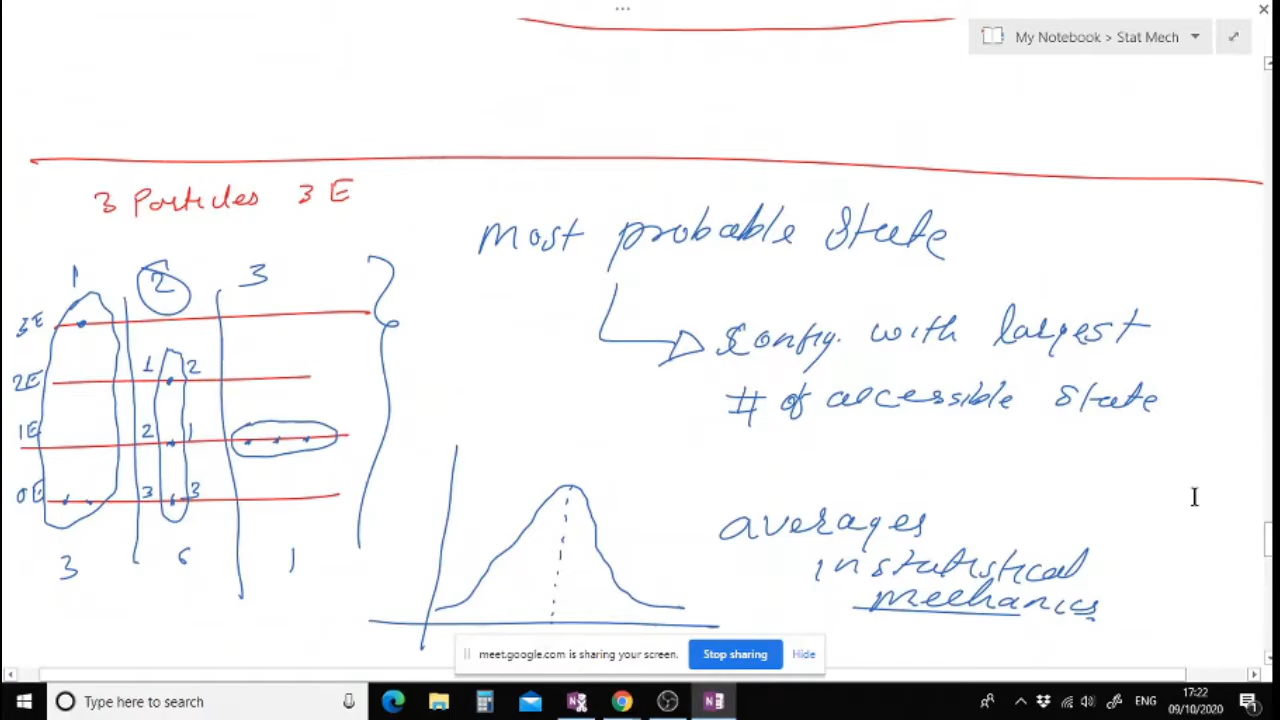 My Notebook > Stat Mech
3 Particles 3 E
most probable State
1 2 3
3E
Config. with largest
2E 1 2
# of accessible State
1E 2 1
0E 3 3
averages
in statistical
mechanics
3 6 1
meet.google.com is sharing your screen. Stop sharing Hide
Type here to search
ENG
17:22
09/10/2020
1